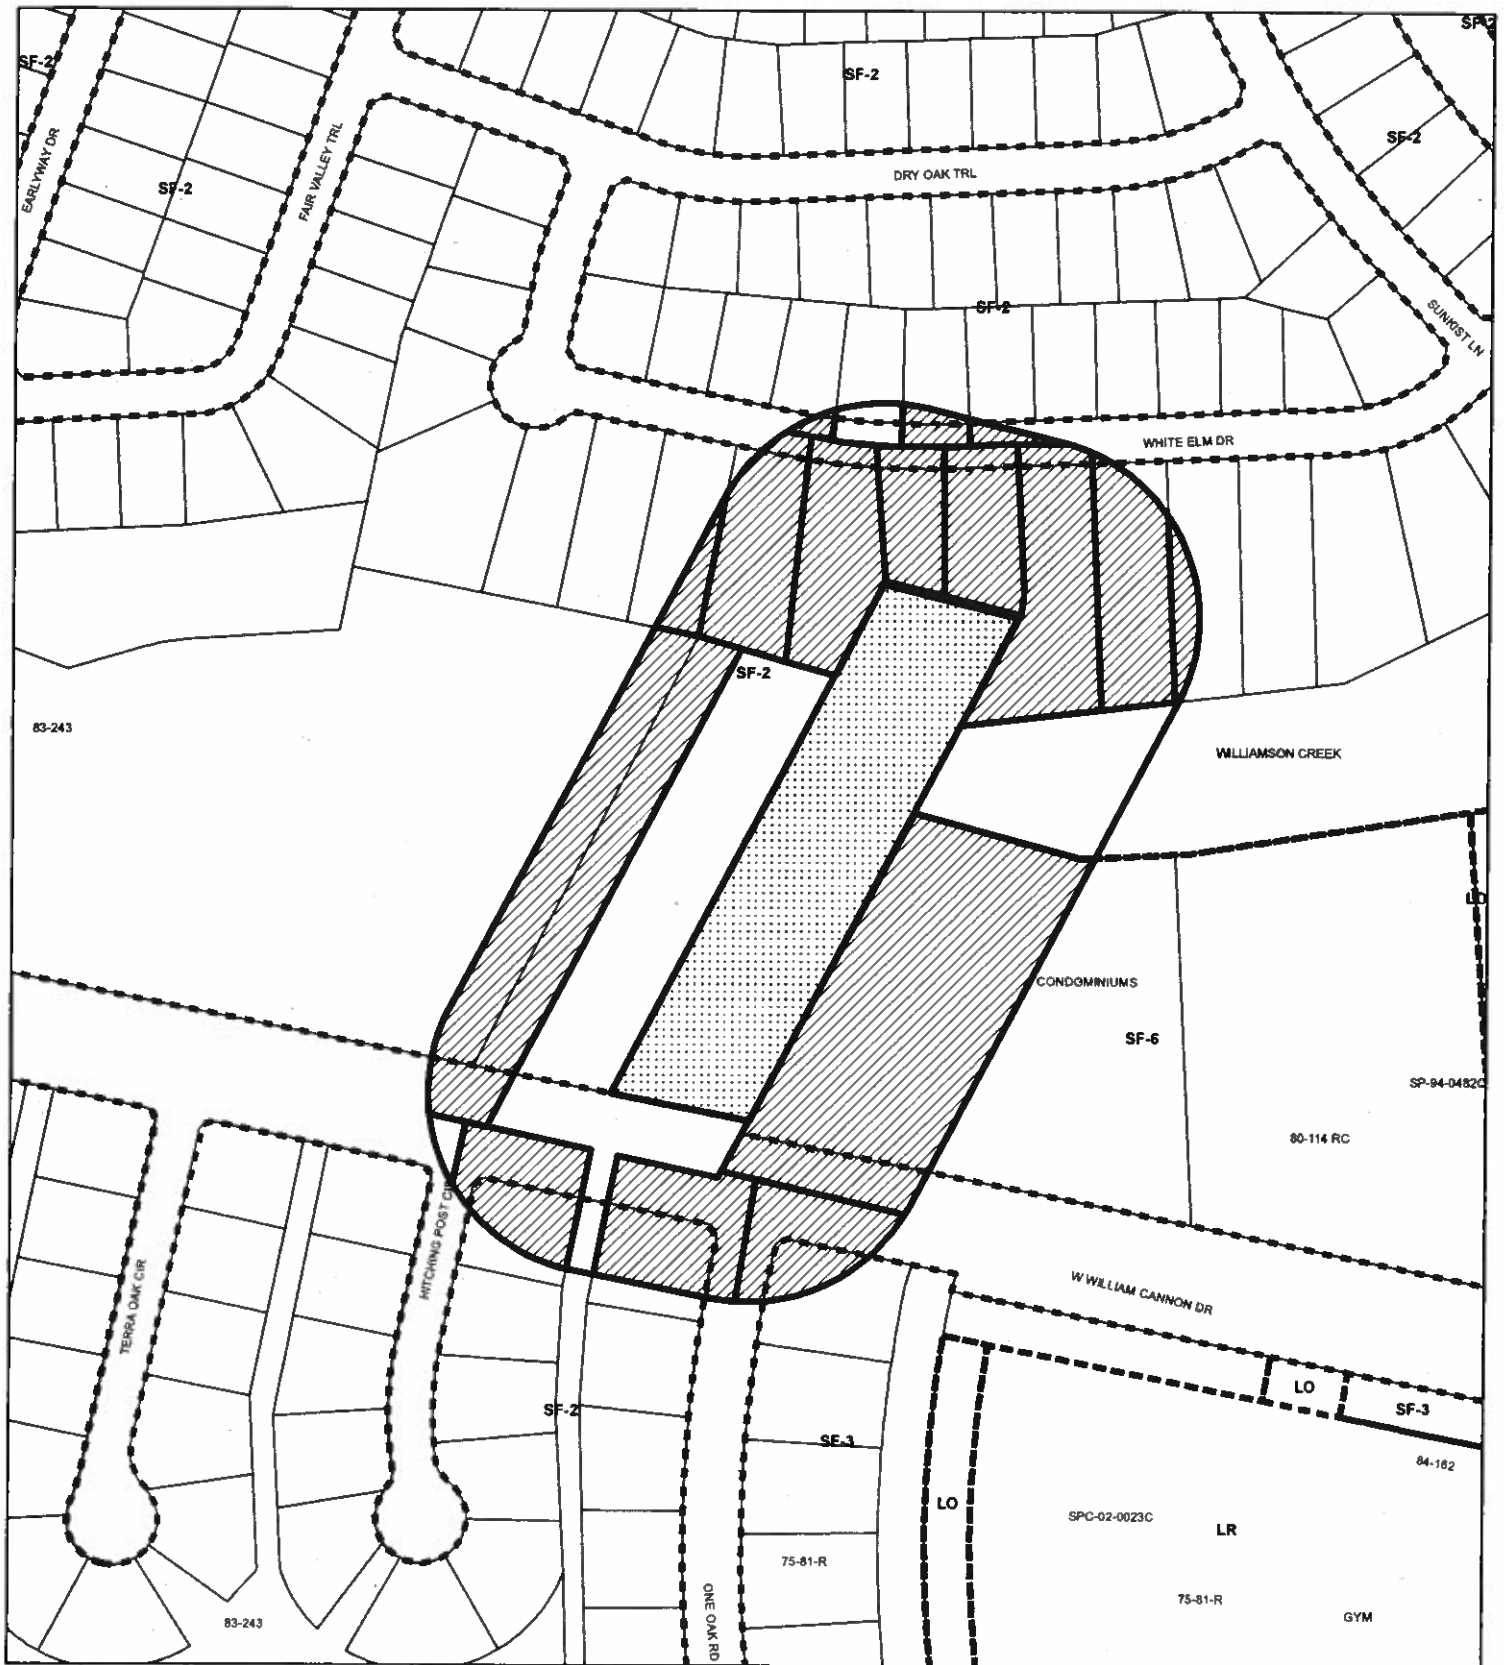 SF-2
SF-2
SF-2
SF-2
EARLYWAY DR
FAIR VALLEY TRL
SF-2
DRY OAK TRL
SF-2
SUNKIST LN
WHITE ELM DR
SF-2
83-243
WILLIAMSON CREEK
LO
CONDOMINIUMS
SF-6
SP-94-0482C
80-114 RC
HITCHING POST CIR
TERRA OAK CIR
W WILLIAM CANNON DR
LO
SF-3
SF-2
SF-3
84-162
LO
SPC-02-0023C
LR
75-81-R
ONE OAK RD
75-81-R
83-243
GYM